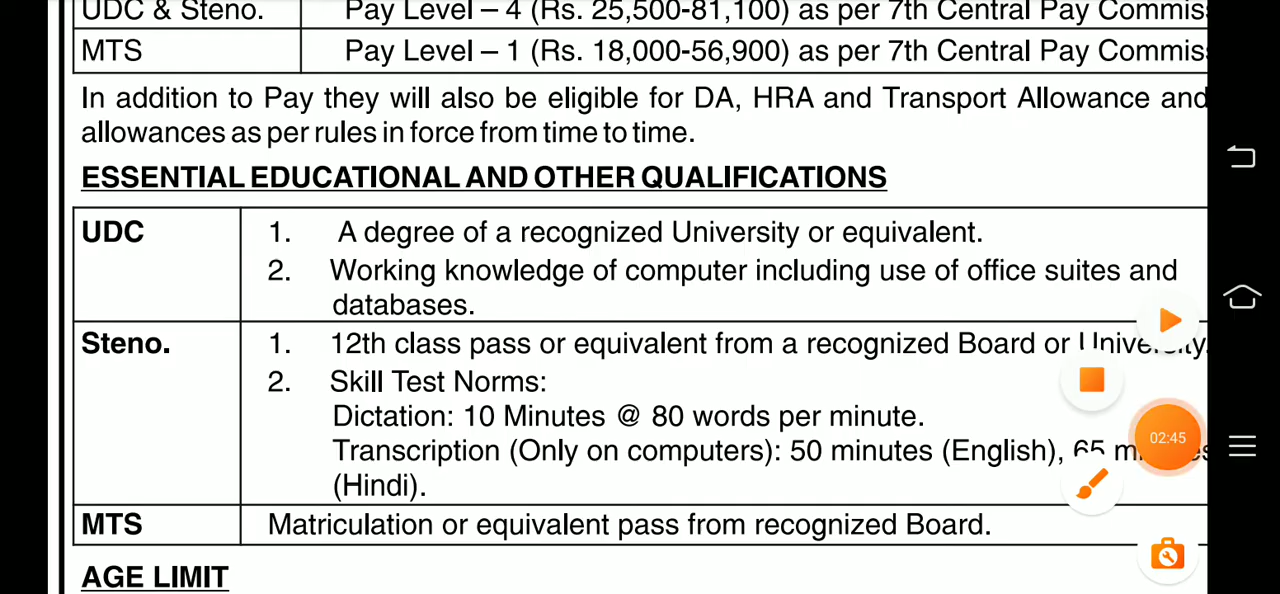 UDC & Steno. Pay Level – 4 (Rs. 25,500-81,100) as per 7th Central Pay
MTS Pay Level – 1 (Rs. 18,000-56,900) as per 7th Central Pay
In addition to Pay they will also be eligible for DA, HRA and Transport Allowance and
allowances as per rules in force from time to time.
ESSENTIAL EDUCATIONAL AND OTHER QUALIFICATIONS
UDC 1. A degree of a recognized University or equivalent.
2. Working knowledge of computer including use of office suites and
databases.
Steno. 1. 12th class pass or equivalent from a recognized Board or University.
2. Skill Test Norms:
Dictation: 10 Minutes @ 80 words per minute.
Transcription (Only on computers): 50 minutes (English), 65 minutes
(Hindi).
MTS Matriculation or equivalent pass from recognized Board.
AGE LIMIT
02:45